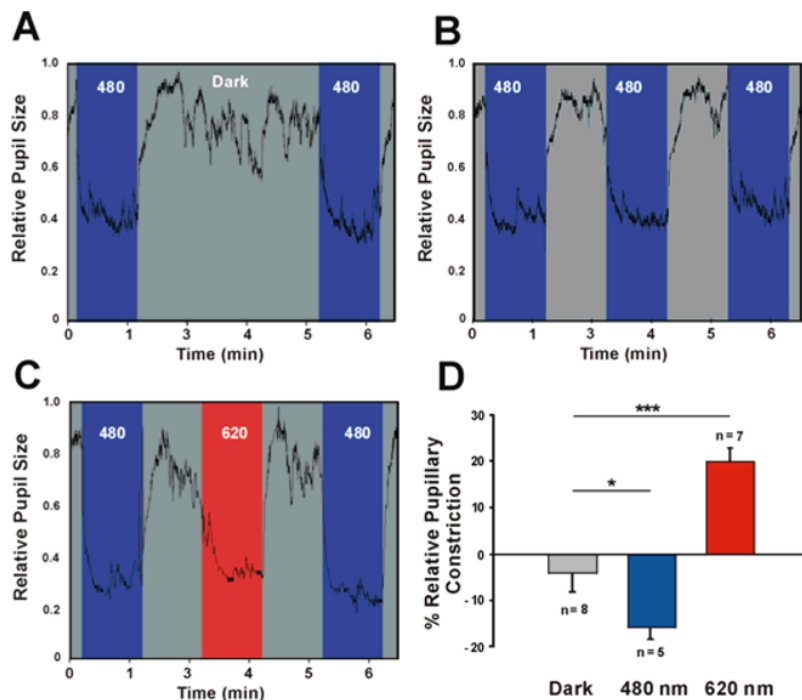 A
Relative Pupil Size
1.0
0.8
0.6
0.4
0.2
0
480
Dark
480
0 1 3 4 5 6
Time (min)
B
Relative Pupil Size
1.0
0.8
0.6
0.4
0.2
.0
480
480
480
0 1 3 5 6
Time (min)
C
Relative Pupil Size
1.0
0.8
0.6
0.4
0.2
0
480
620
480
0 1 3 4 5 6
Time (min)
D
% Relative Pupillary
Constriction
30
20
10
0
-10
-20
***
n = 7
*
n = 8
n = 5
Dark 480 nm 620 nm